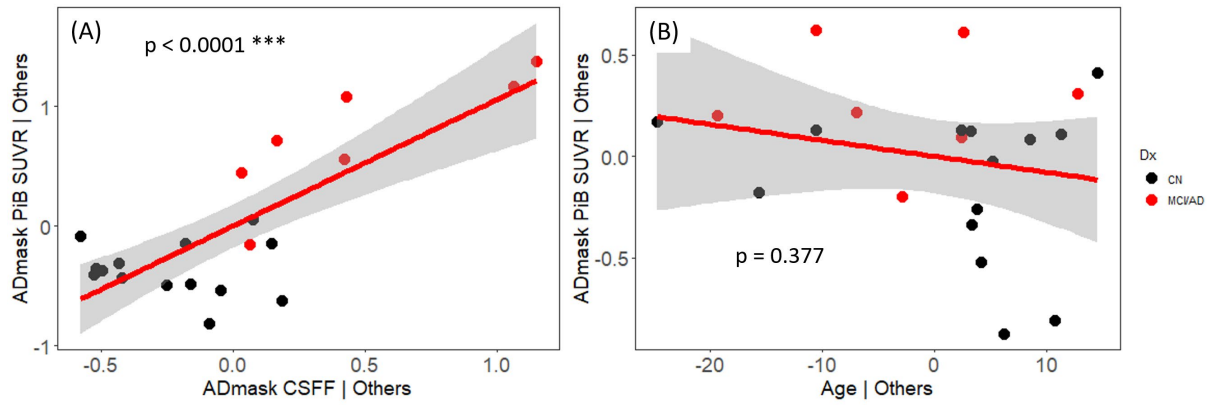 (A)
p < 0.0001 ***
ADmask PiB SUVR | Others
1
0
-1
-0.5
0.0
0.5
1.0
ADmask CSFF | Others
(B)
p = 0.377
ADmask PiB SUVR | Others
0.5
0.0
-0.5
-20
-10
0
10
Age | Others
Dx
CN
MCI/AD